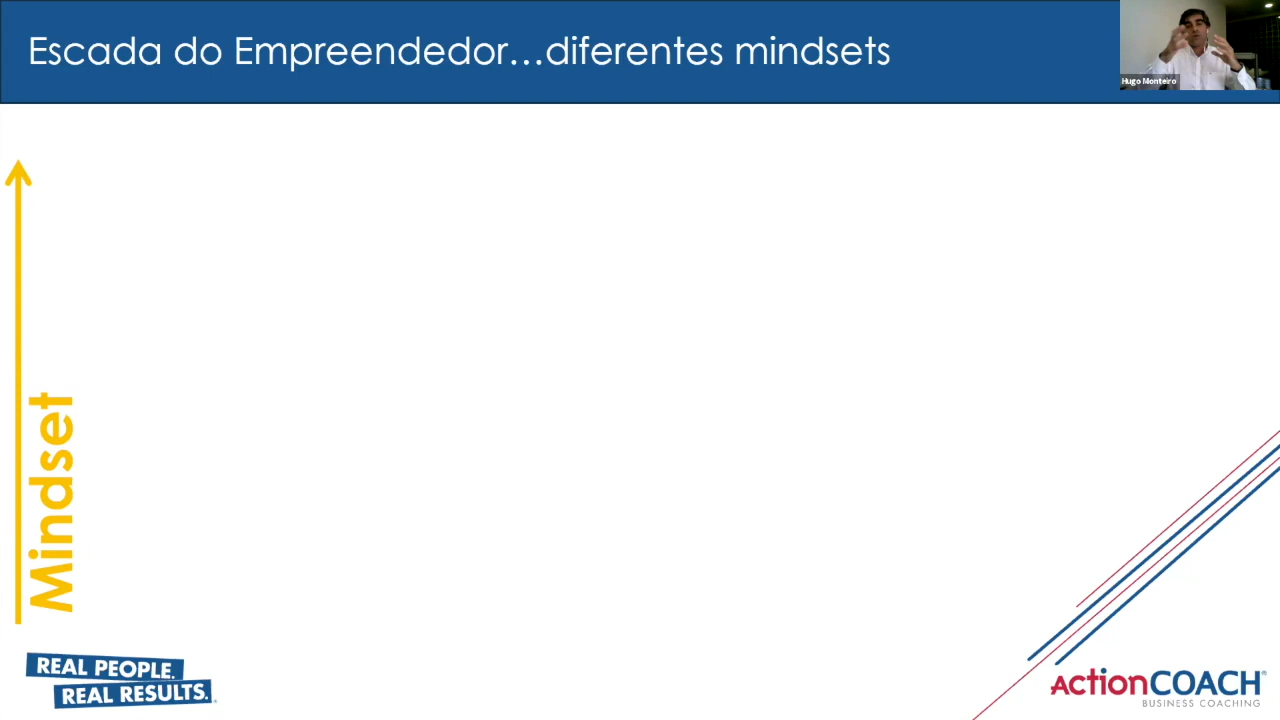 Escada do Empreendedor...diferentes mindsets
Hugo Monteiro
Mindset
REAL PEOPLE.
REAL RESULTS.
ActionCOACH®
BUSINESS COACHING